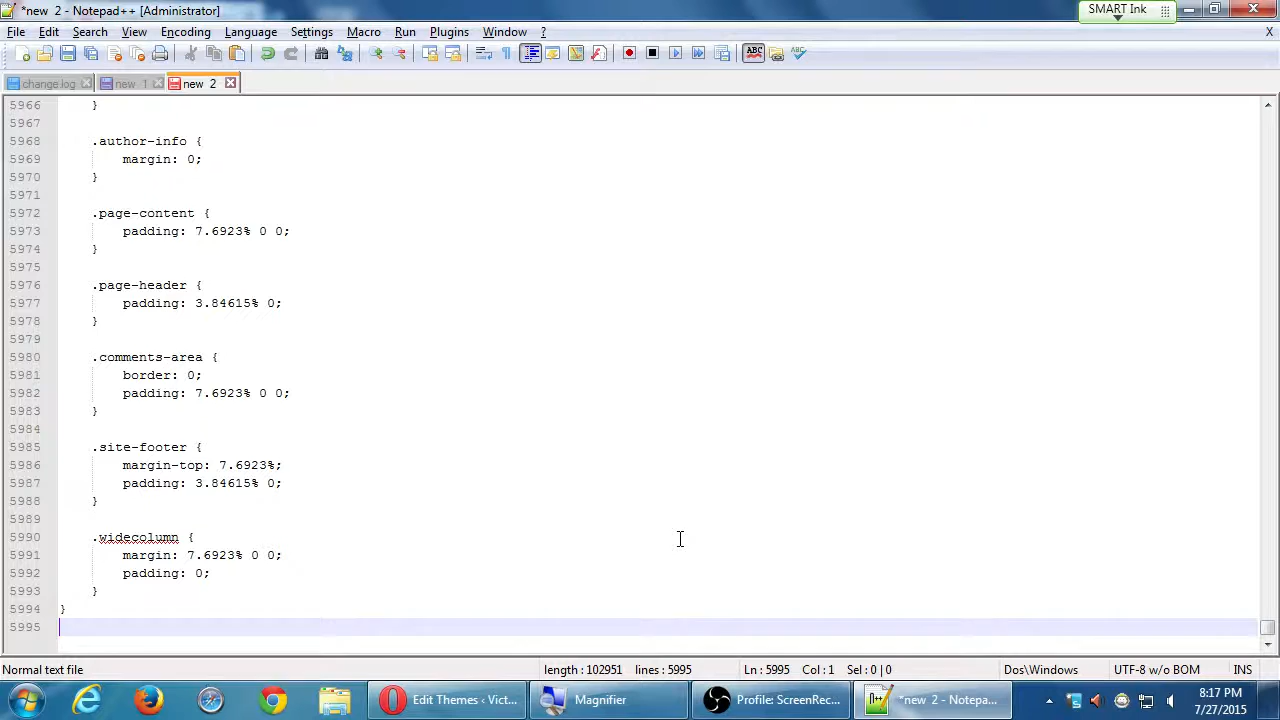 *new 2 - Notepad++ [Administrator]
SMART Ink
File Edit Search View Encoding Language Settings Macro Run Plugins Window ? X
ABC ABC
change.log new 1 new 2
5966 }
5967
5968 .author-info {
5969 margin: 0;
5970 }
5971
5972 .page-content {
5973 padding: 7.6923% 0 0;
5974 }
5975
5976 .page-header {
5977 padding: 3.84615% 0;
5978 }
5979
5980 .comments-area {
5981 border: 0;
5982 padding: 7.6923% 0 0;
5983 }
5984
5985 .site-footer {
5986 margin-top: 7.6923%;
5987 padding: 3.84615% 0;
5988 }
5989
5990 .widecolumn {
5991 margin: 7.6923% 0 0;
5992 padding: 0;
5993 }
5994 }
5995
Normal text file length : 102951 lines : 5995 Ln : 5995 Col : 1 Sel : 0 | 0 Dos\Windows UTF-8 w/o BOM INS
Edit Themes ‹ Vict... Magnifier Profile: ScreenRec... *new 2 - Notepa... 8:17 PM
7/27/2015